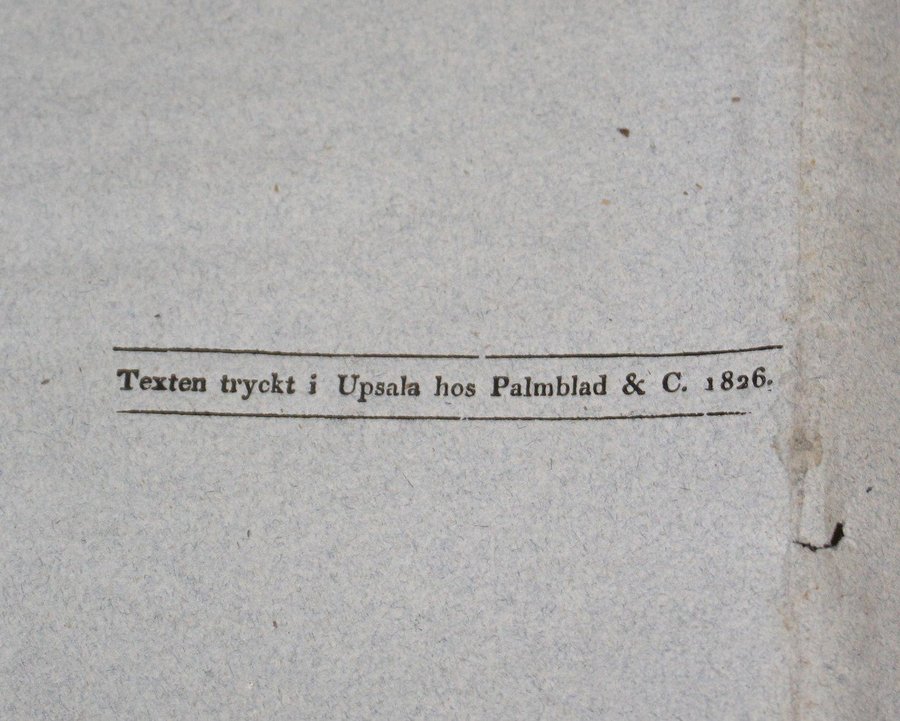 Texten tryckt i Upsala hos Palmblad & C. 1826.